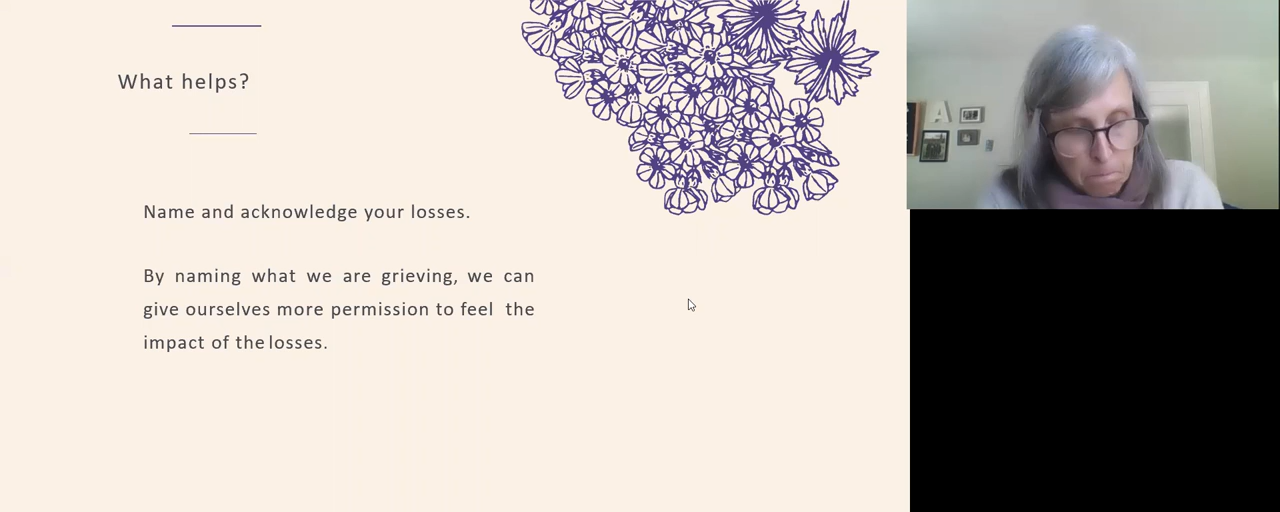 What helps?
Name and acknowledge your losses.
By naming what we are grieving, we can
give ourselves more permission to feel the
impact of the losses.
A